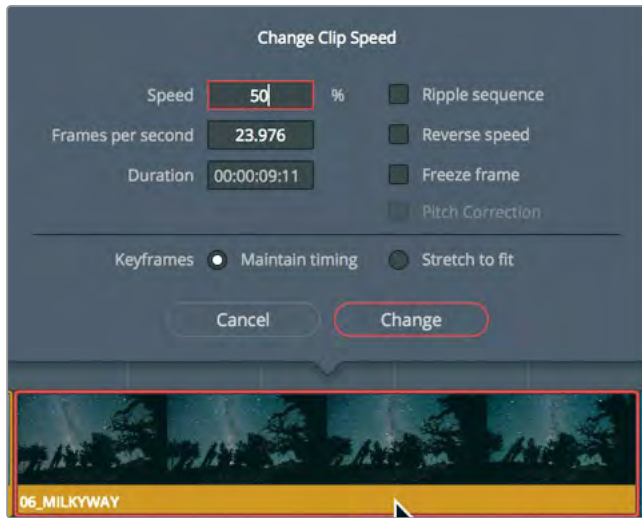 Change Clip Speed
Speed 50 % Ripple sequence
Frames per second 23.976 Reverse speed
Duration 00:00:09:11 Freeze frame
Pitch Correction
Keyframes Maintain timing Stretch to fit
Cancel Change
06_MILKYWAY